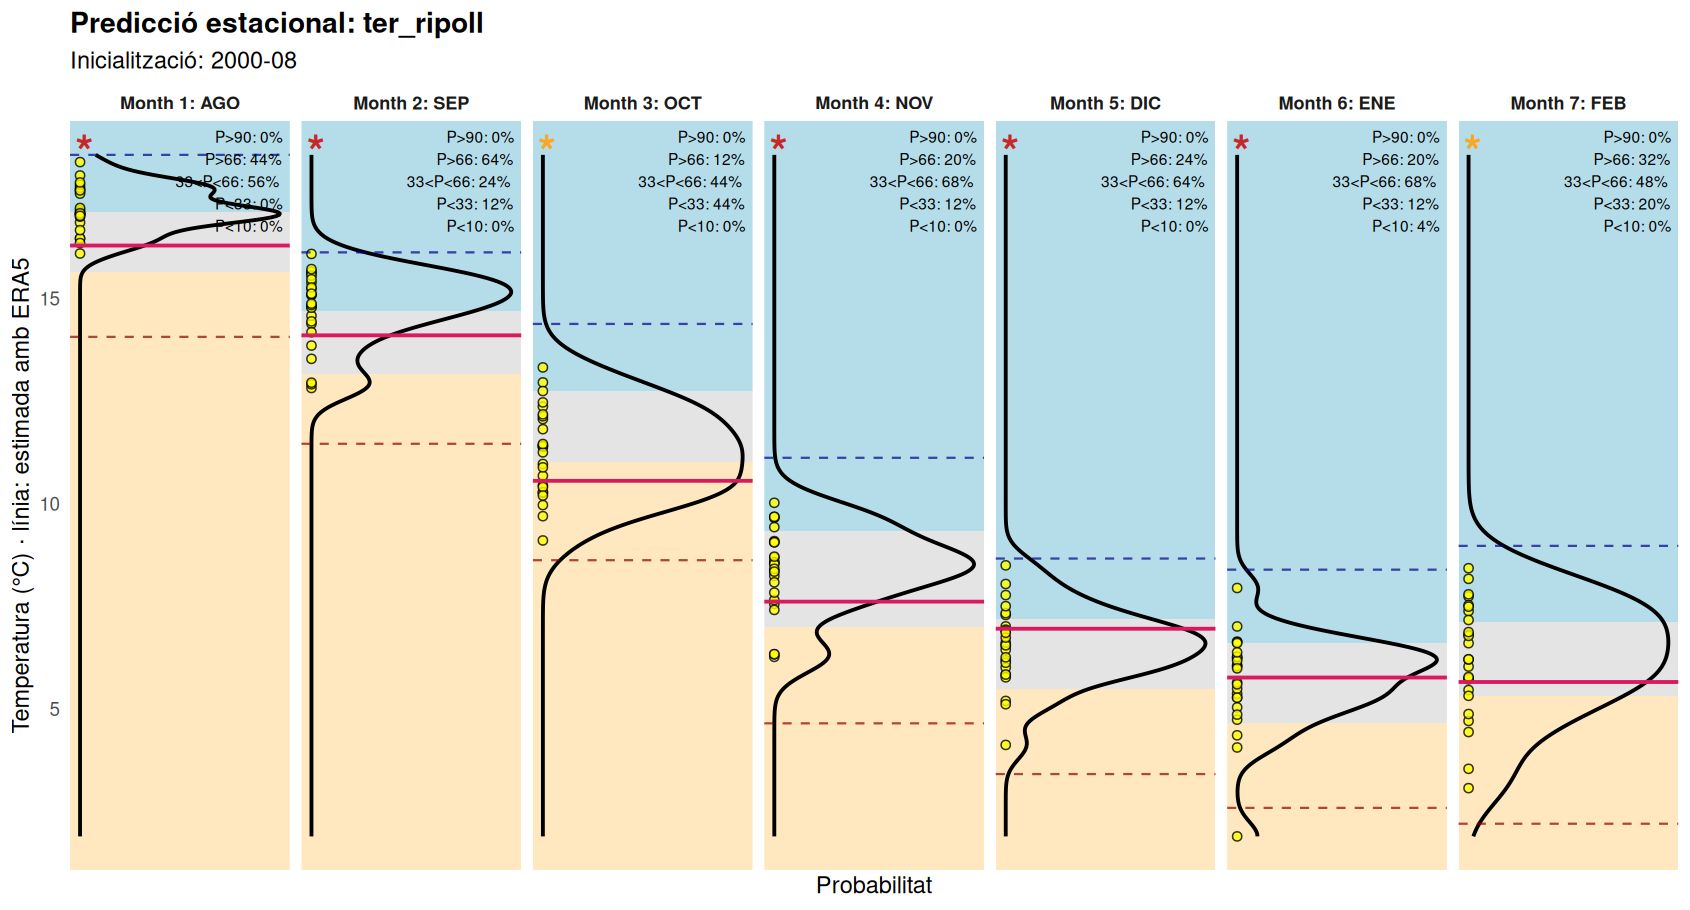 Predicció estacional: ter_ripoll
Inicialització: 2000-08
Month 1: AGO
Month 2: SEP
Month 3: OCT
Month 4: NOV
Month 5: DIC
Month 6: ENE
Month 7: FEB
*
P>90: 0%
P>66: 44%
33<P<66: 56%
P<33: 0%
P<10: 0%
*
P>90: 0%
P>66: 64%
33<P<66: 24%
P<33: 12%
P<10: 0%
*
P>90: 0%
P>66: 12%
33<P<66: 44%
P<33: 44%
P<10: 0%
*
P>90: 0%
P>66: 20%
33<P<66: 68%
P<33: 12%
P<10: 0%
*
P>90: 0%
P>66: 24%
33<P<66: 64%
P<33: 12%
P<10: 0%
*
P>90: 0%
P>66: 20%
33<P<66: 68%
P<33: 12%
P<10: 4%
*
P>90: 0%
P>66: 32%
33<P<66: 48%
P<33: 20%
P<10: 0%
Temperatura (°C) · línia: estimada amb ERA5
15
10
5
Probabilitat